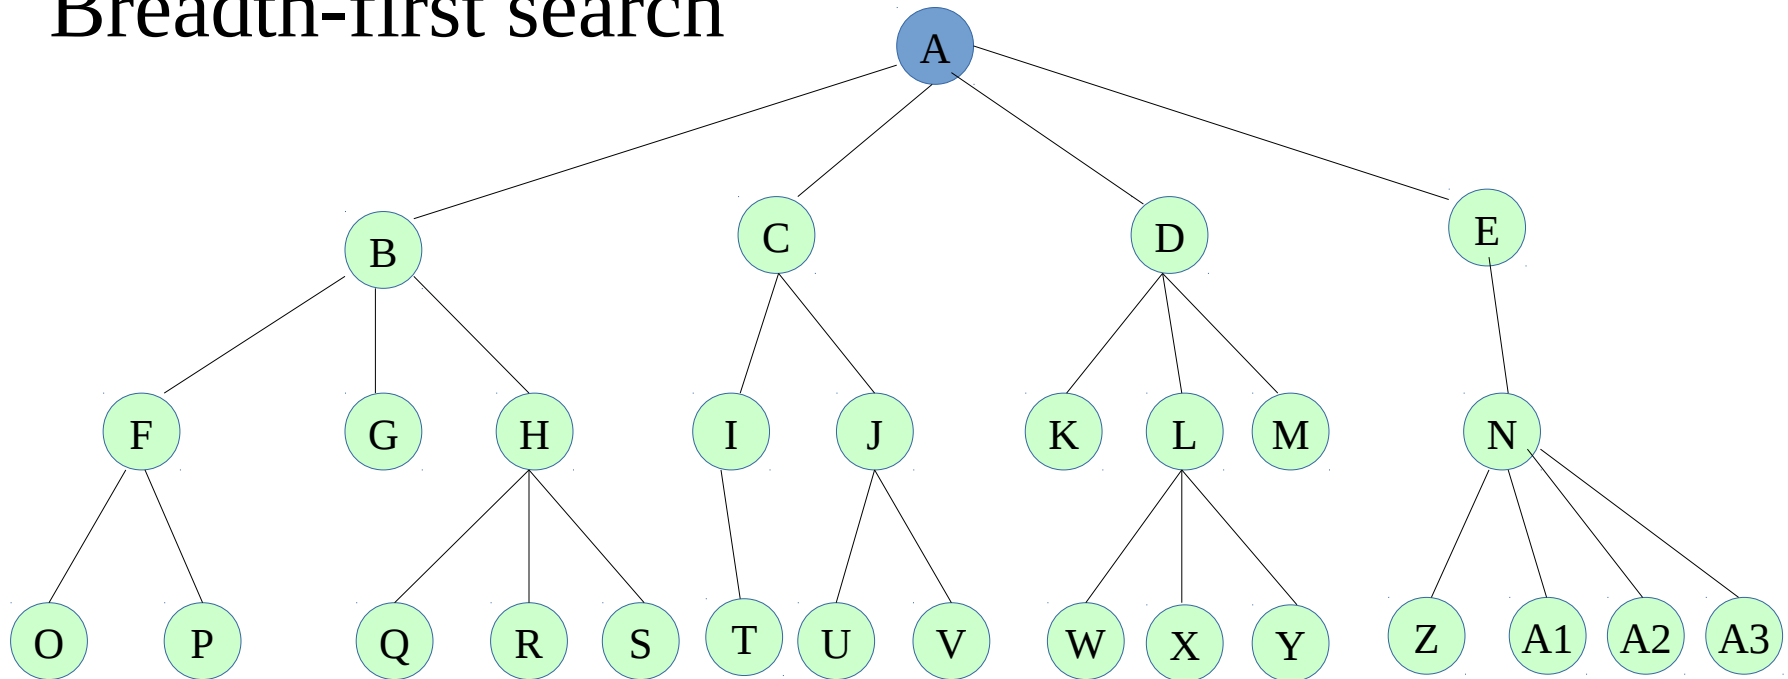 Breadth-first search
A
B C D E
F G H I J K L M N
O P Q R S T U V W X Y Z A1 A2 A3